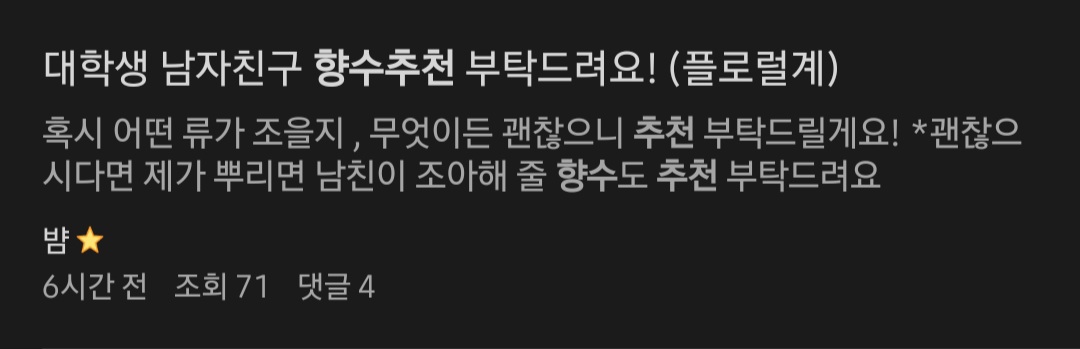 대학생 남자친구 향수추천 부탁드려요! (플로럴계)
혹시 어떤 류가 조을지 , 무엇이든 괜찮으니 추천 부탁드릴게요! *괜찮으
시다면 제가 뿌리면 남친이 조아해 줄 향수도 추천 부탁드려요
뱜⭐
6시간 전 조회 71 댓글 4